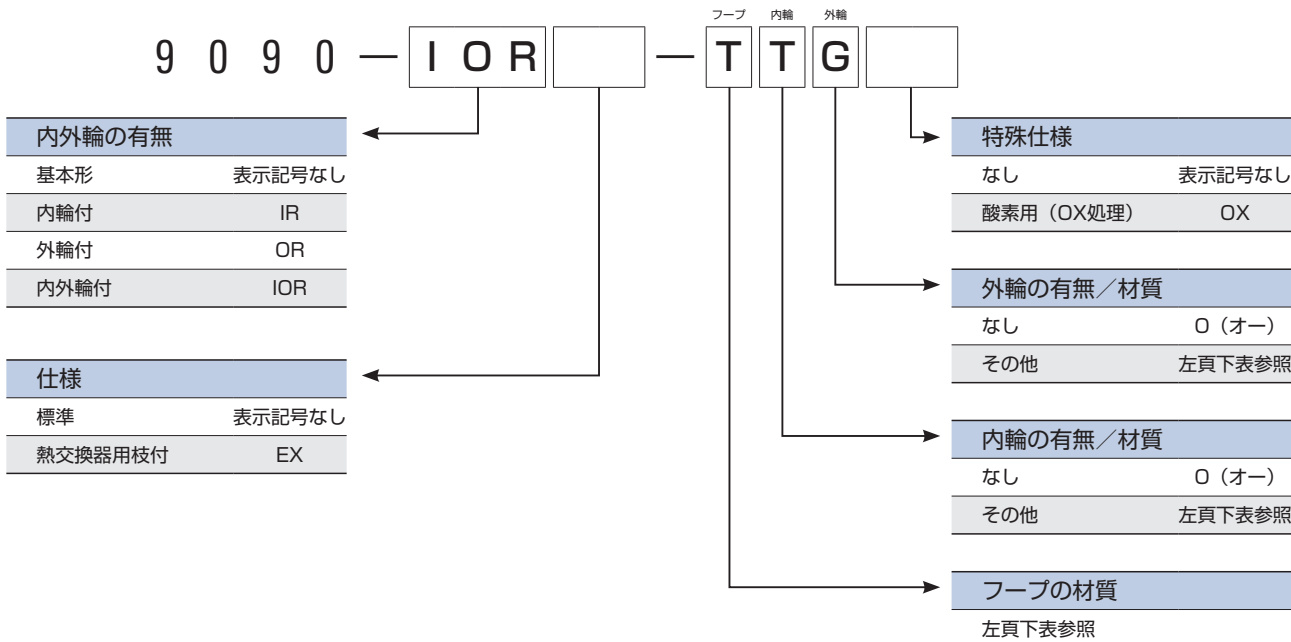 フープ 内輪 外輪
9090－IOR －TTG
内外輪の有無
基本形 表示記号なし
内輪付 IR
外輪付 OR
内外輪付 IOR
仕様
標準 表示記号なし
熱交換器用枝付 EX
特殊仕様
なし 表示記号なし
酸素用（OX処理） OX
外輪の有無／材質
なし O（オー）
その他 左頁下表参照
内輪の有無／材質
なし O（オー）
その他 左頁下表参照
フープの材質
左頁下表参照